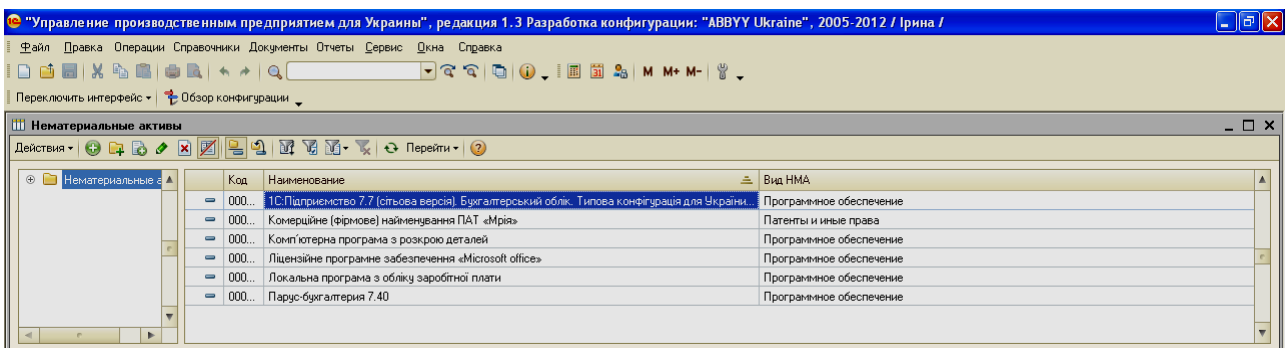 "Управление производственным предприятием для Украины", редакция 1.3 Разработка конфигурации: "ABBYY Ukraine", 2005-2012 / Ірина /
Файл Правка Операции Справочники Документы Отчеты Сервис Окна Справка
M M+ M-
Переключить интерфейс Обзор конфигурации
Нематериальные активы
Действия Перейти
Нематериальные а Код Наименование Вид НМА
000... 1С:Підприємство 7.7 (сітьова версія). Бухгалтерський облік. Типова конфігурація для України... Программное обеспечение
000... Комерційне (фірмове) найменування ПАТ «Мрія» Патенты и иные права
000... Комп'ютерна програма з розкрою деталей Программное обеспечение
000... Ліцензійне програмне забезпечення «Microsoft office» Программное обеспечение
000... Локальна програма з обліку заробітної плати Программное обеспечение
000... Парус-бухгалтерия 7.40 Программное обеспечение